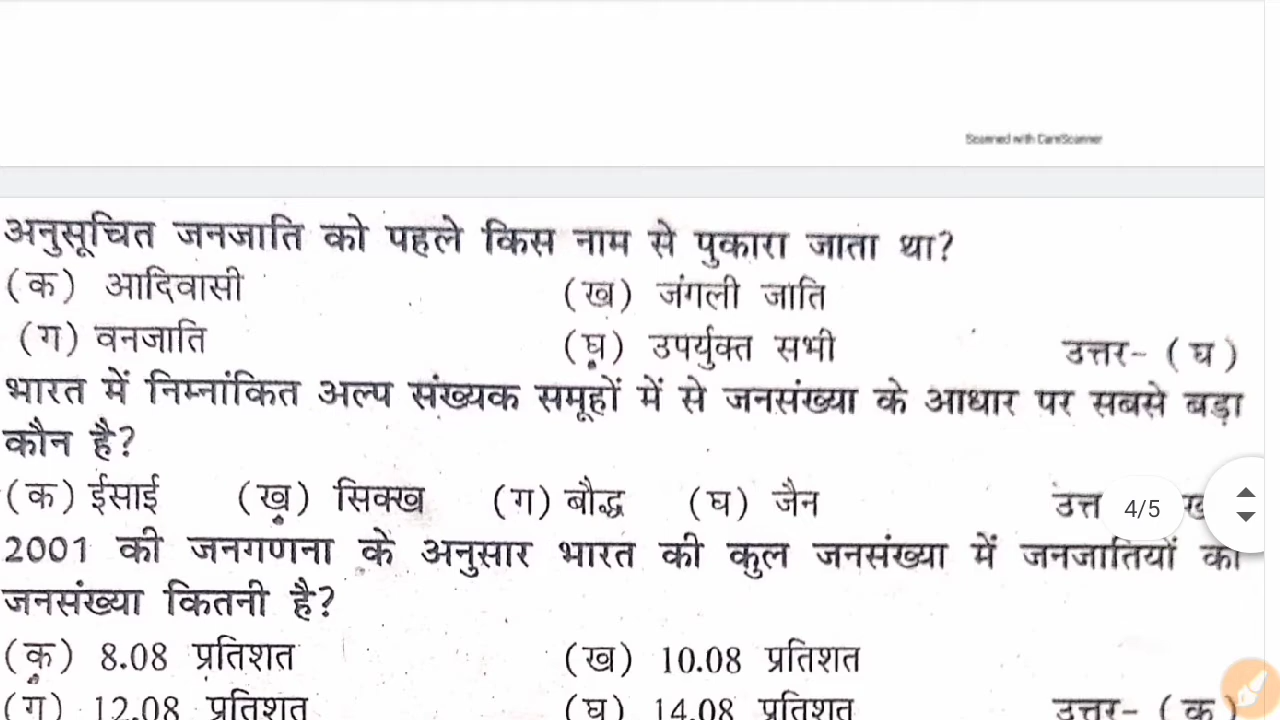 Scanned with CamScanner
अनुसूचित जनजाति को पहले किस नाम से पुकारा जाता था?
(क) आदिवासी (ख) जंगली जाति
(ग) वनजाति (घ) उपर्युक्त सभी उत्तर- (घ)
भारत में निम्नांकित अल्प संख्यक समूहों में से जनसंख्या के आधार पर सबसे बड़ा
कौन है?
(क) ईसाई (ख) सिक्ख (ग) बौद्ध (घ) जैन उत्त 4/5 ख
2001 की जनगणना के अनुसार भारत की कुल जनसंख्या में जनजातियों की
जनसंख्या कितनी है?
(क) 8.08 प्रतिशत (ख) 10.08 प्रतिशत
(ग) 12.08 प्रतिशत (घ) 14.08 प्रतिशत उत्तर- (क)